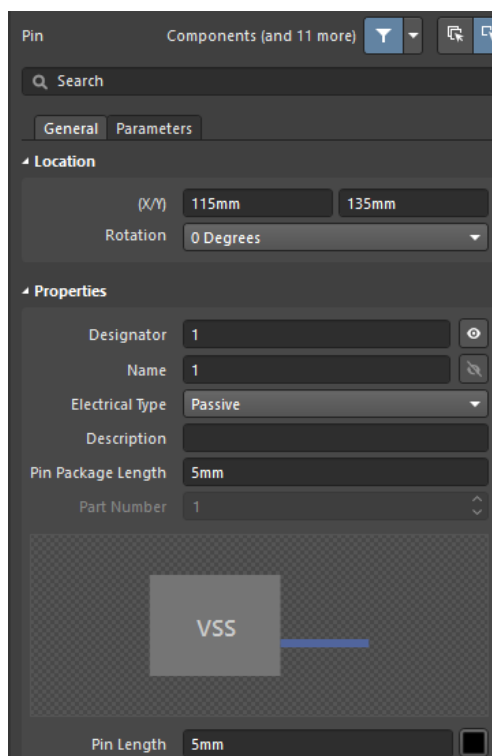 Pin Components (and 11 more)
Search
General Parameters
Location
(X/Y) 115mm 135mm
Rotation 0 Degrees
Properties
Designator 1
Name 1
Electrical Type Passive
Description
Pin Package Length 5mm
Part Number 1
VSS
Pin Length 5mm